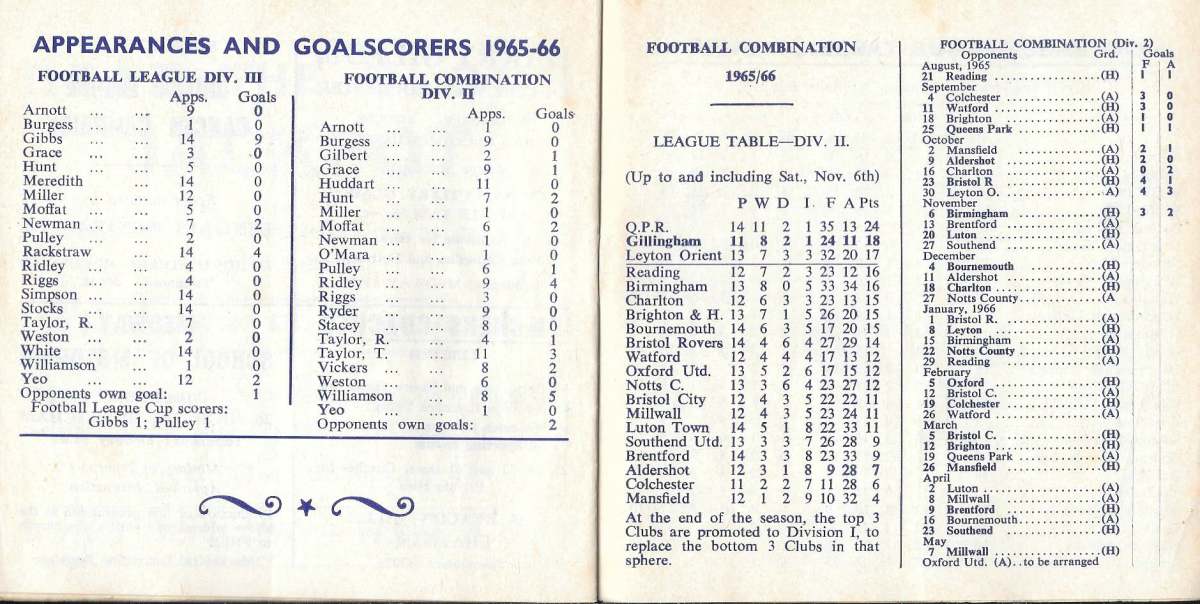 APPEARANCES AND GOALSCORERS 1965-66
FOOTBALL LEAGUE DIV. III
Apps. Goals
Arnott 9 0
Burgess 1 0
Gibbs ... ... 14 9
Grace ... ... 3 0
Hunt ... ... 5 0
Meredith ... 14 0
Miller ... 12 0
Moffat ... 5 0
Newman ... ... 7 2
Pulley ... ... 2 0
Rackstraw ... 14 4
Ridley ... ... 4 0
Riggs ... ... 4 0
Simpson ... ... 14 0
Stocks ... ... 14 0
Taylor, R. ... 7 0
Weston ... ... 2 0
White ... ... 14 0
Williamson ... 1 0
Yeo ... ... 12 2
Opponents own goals: 1
Football League Cup scorers:
Gibbs 1; Pulley 1
FOOTBALL COMBINATION
DIV. II
Apps. Goals
Arnott ... 1 0
Burgess ... 9 0
Gilbert ... 2 1
Grace ... 9 1
Huddart ... 11 0
Hunt ... 7 2
Miller ... 1 0
Moffat ... 6 2
Newman ... 1 0
O'Mara ... 1 0
Pulley ... 6 1
Ridley ... 9 4
Riggs ... 3 0
Ryder ... 9 0
Stacey ... 8 0
Taylor, R. ... 4 1
Taylor, T. ... 11 3
Vickers ... 8 2
Weston ... 6 0
Williamson ... 8 5
Yeo ... 1 0
Opponents own goals: 2
FOOTBALL COMBINATION
1965/66
LEAGUE TABLE—DIV. II.
(Up to and including Sat., Nov. 6th)
P W D L F A Pts
Q.P.R. 14 11 2 1 35 13 24
Gillingham 11 8 2 1 24 11 18
Leyton Orient 13 7 3 3 32 20 17
Reading 12 7 2 3 23 12 16
Birmingham 13 8 0 5 33 34 16
Charlton 12 6 3 3 23 13 15
Brighton & H. 13 7 1 5 26 20 15
Bournemouth 14 6 3 5 17 20 15
Bristol Rovers 14 4 6 4 27 29 14
Watford 12 4 4 4 17 13 12
Oxford Utd. 13 5 2 6 17 15 12
Notts C. 13 3 6 4 23 27 12
Bristol City 12 4 3 5 22 22 11
Millwall 12 4 3 5 23 24 11
Luton Town 14 5 1 8 22 33 11
Southend Utd. 13 3 3 7 26 28 9
Brentford 14 3 3 8 23 33 9
Aldershot 12 3 1 8 9 28 7
Colchester 11 2 2 7 11 28 6
Mansfield 12 1 2 9 10 32 4
At the end of the season, the top 3
Clubs are promoted to Division I, to
replace the bottom 3 Clubs in that
sphere.
FOOTBALL COMBINATION (Div. 2)
Opponents Grd. Goals
August, 1965 F A
21 Reading (H) 1 1
September
4 Colchester (A) 3 0
11 Watford (H) 3 0
18 Brighton (A) 1 0
25 Queens Park (H) 1 1
October
2 Mansfield (A) 2 1
9 Aldershot (H) 2 0
16 Charlton (A) 0 2
23 Bristol R (H) 4 1
30 Leyton O. (A) 4 3
November
6 Birmingham (H) 3 2
13 Brentford (A)
20 Luton (H)
27 Southend (A)
December
4 Bournemouth (H)
11 Aldershot (A)
18 Charlton (H)
27 Notts County (A
January, 1966
1 Bristol R. (A)
8 Leyton (H)
15 Birmingham (A)
22 Notts County (H)
29 Reading (A)
February
5 Oxford (H)
12 Bristol C. (A)
19 Colchester (H)
26 Watford (A)
March
5 Bristol C. (H)
12 Brighton (H)
19 Queens Park (A)
26 Mansfield (H)
April
2 Luton (A)
8 Millwall (A)
9 Brentford (H)
16 Bournemouth (A)
23 Southend (H)
May
7 Millwall (H)
Oxford Utd. (A)..to be arranged